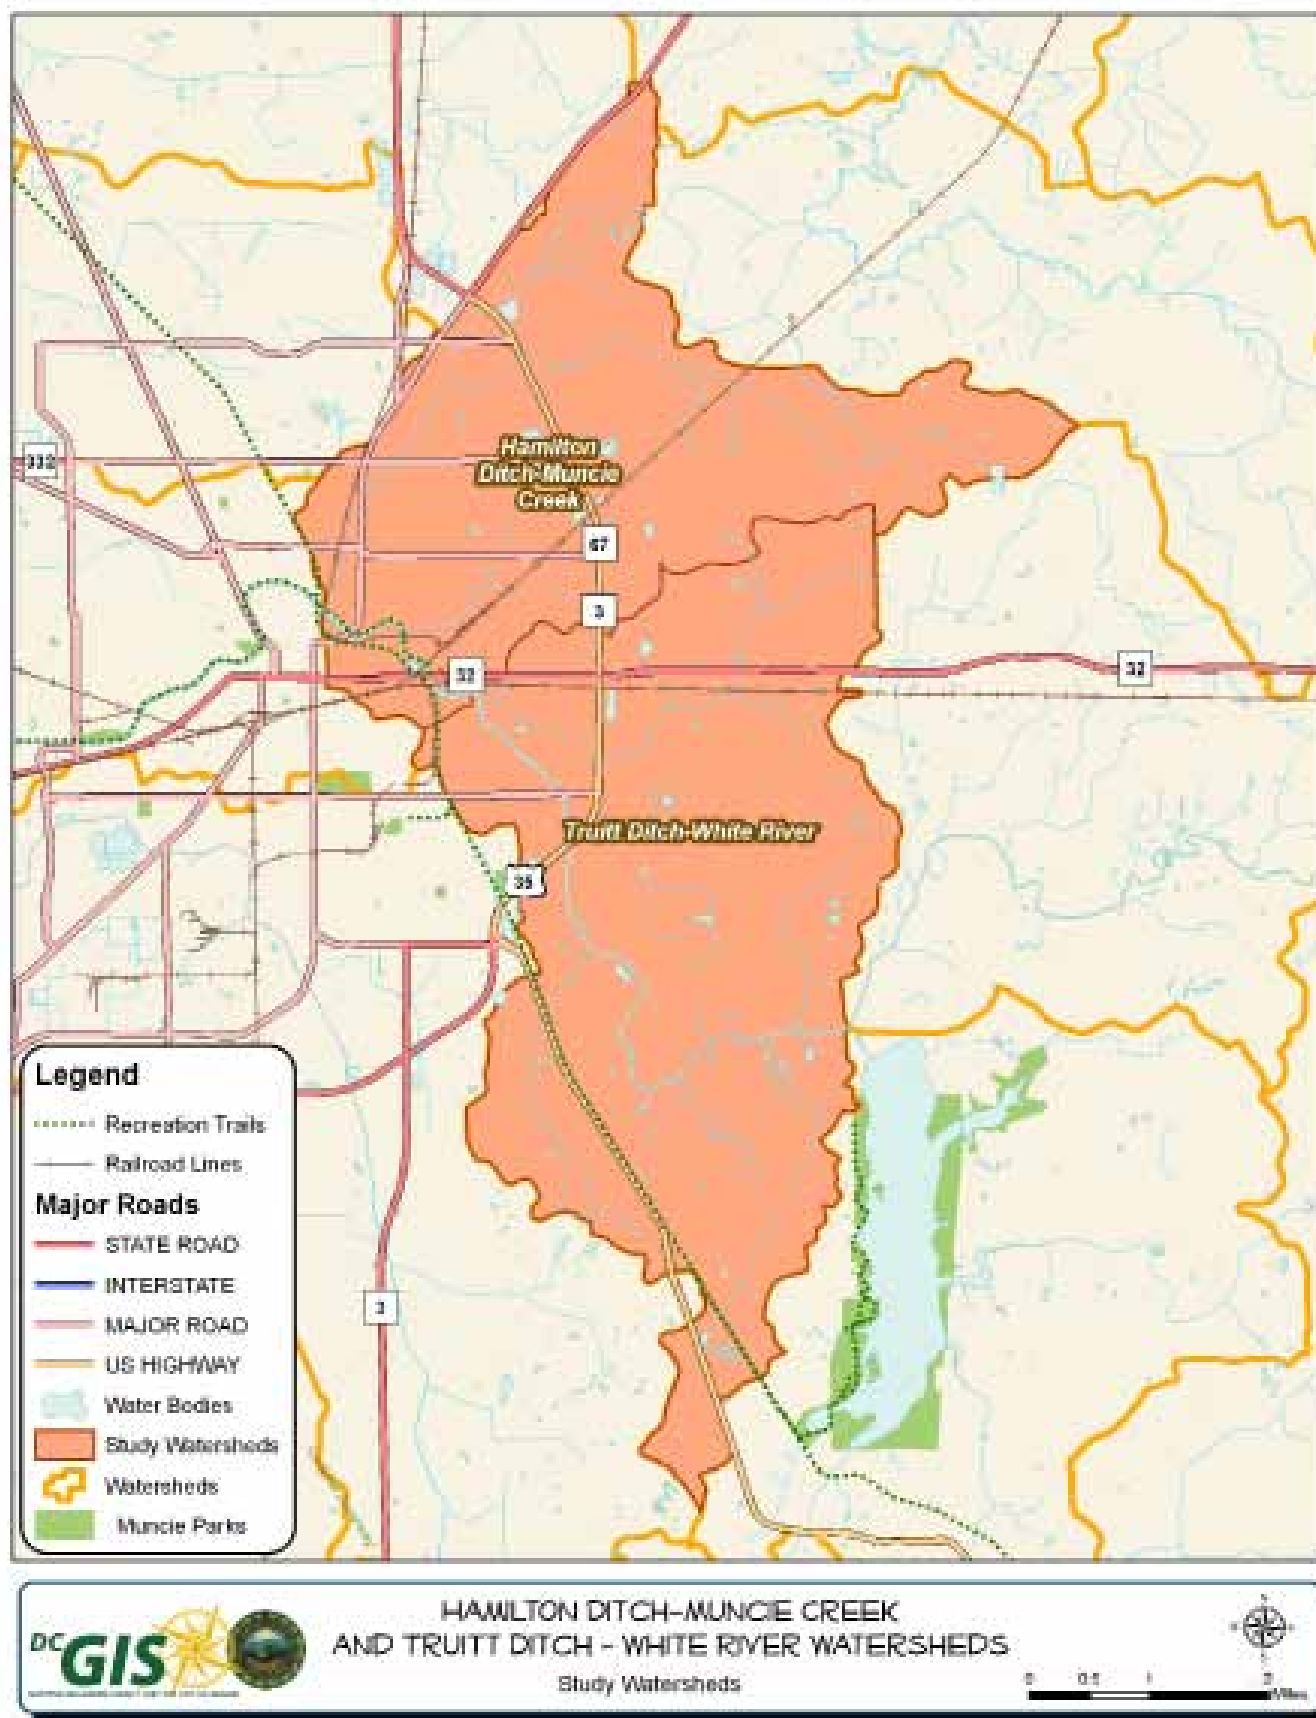 332
Hamilton
Ditch-Muncie
Creek
67
3
32
32
Truitt Ditch-White River
35
3
Legend
Recreation Trails
Railroad Lines
Major Roads
STATE ROAD
INTERSTATE
MAJOR ROAD
US HIGHWAY
Water Bodies
Study Watersheds
Watersheds
Muncie Parks
DC GIS
HAMILTON DITCH-MUNCIE CREEK
AND TRUITT DITCH - WHITE RIVER WATERSHEDS
Study Watersheds
0 0.5 1 2
Miles